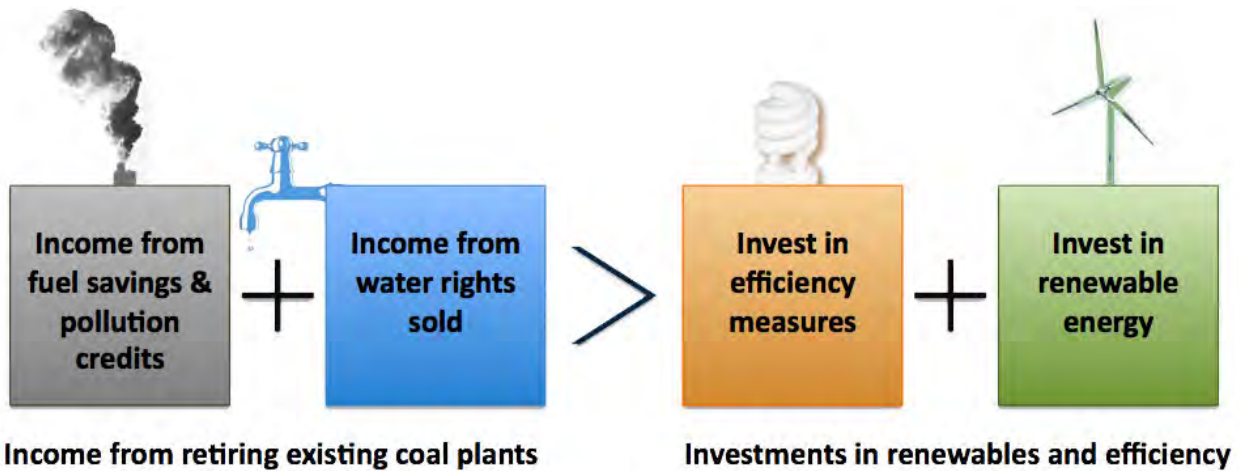 Income from
fuel savings &
pollution
credits
+
Income from
water rights
sold
>
Invest in
efficiency
measures
+
Invest in
renewable
energy
Income from retiring existing coal plants
Investments in renewables and efficiency